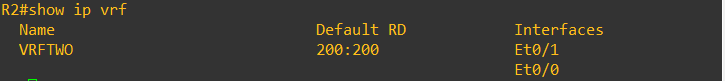 R2#show ip vrf
Name Default RD Interfaces
VRFTWO 200:200 Et0/1
Et0/0